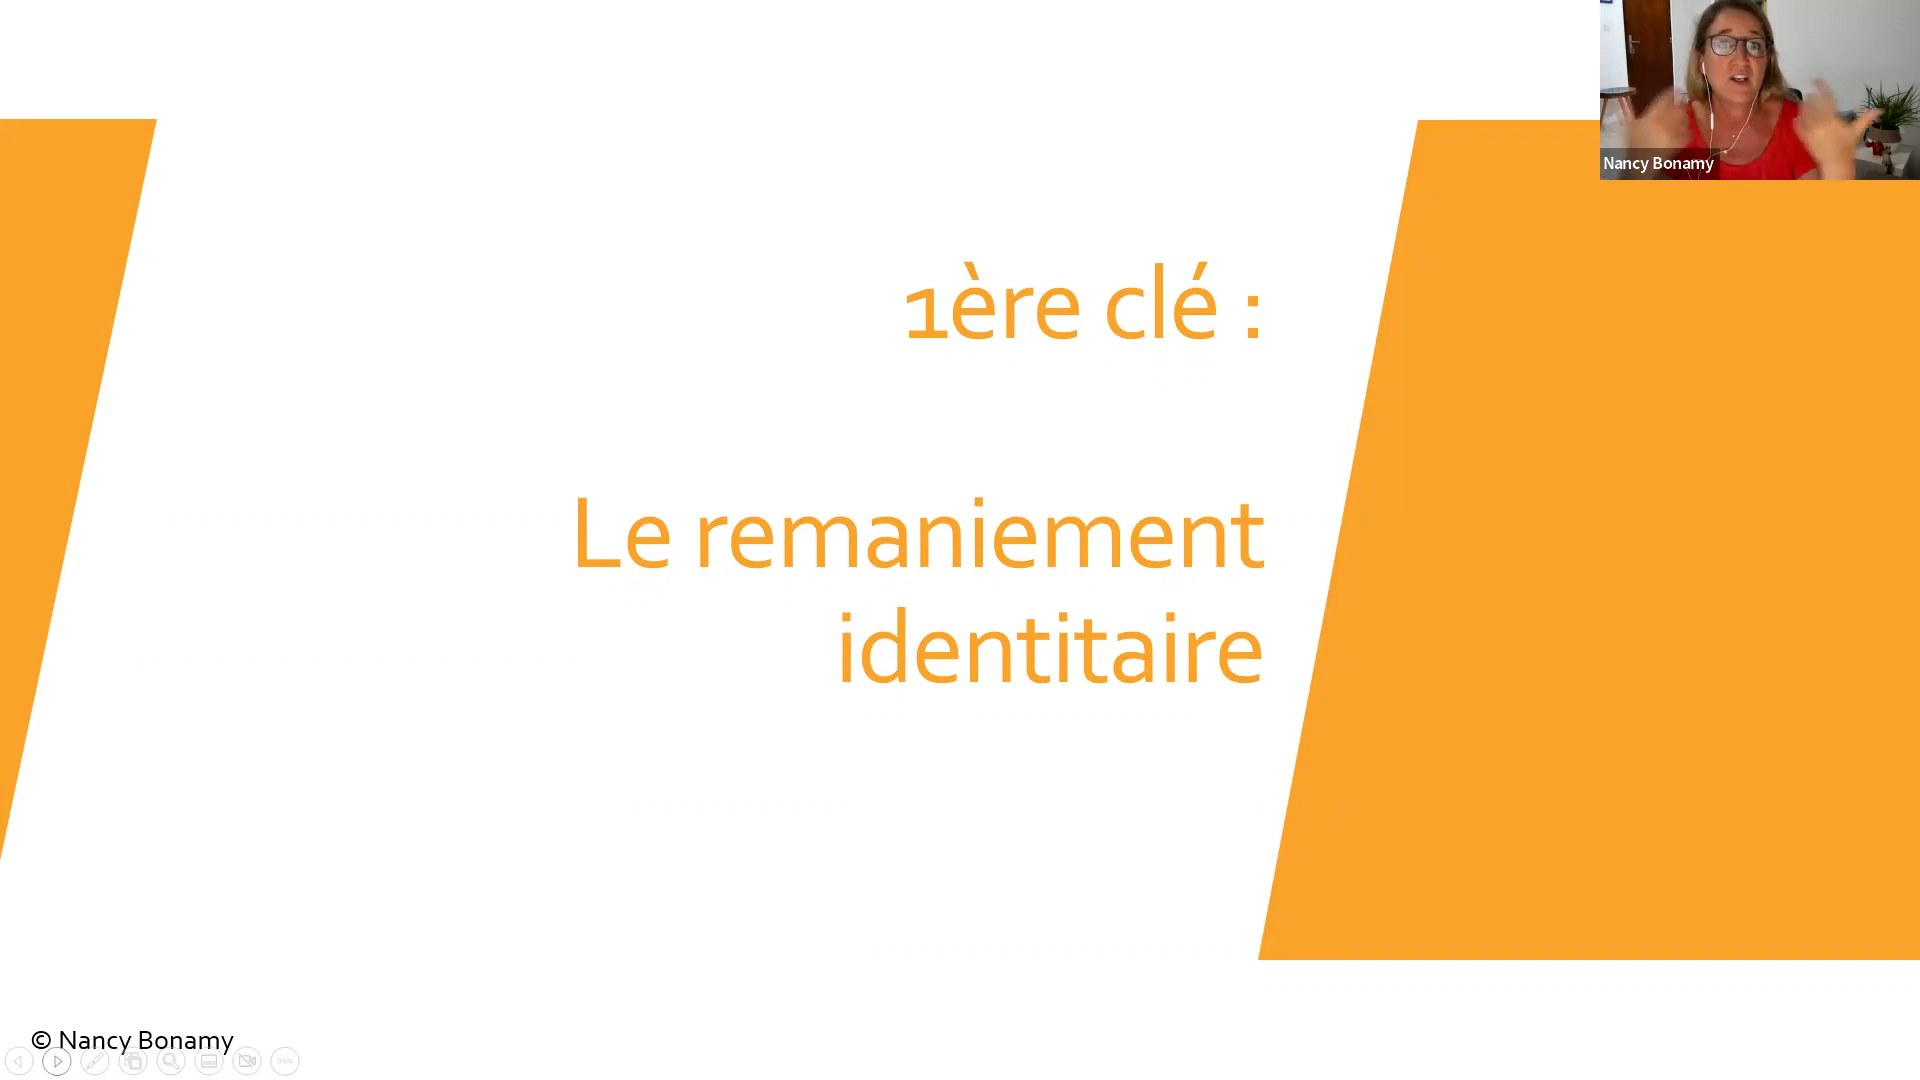 Nancy Bonamy
1ère clé :
Le remaniement
identitaire
© Nancy Bonamy